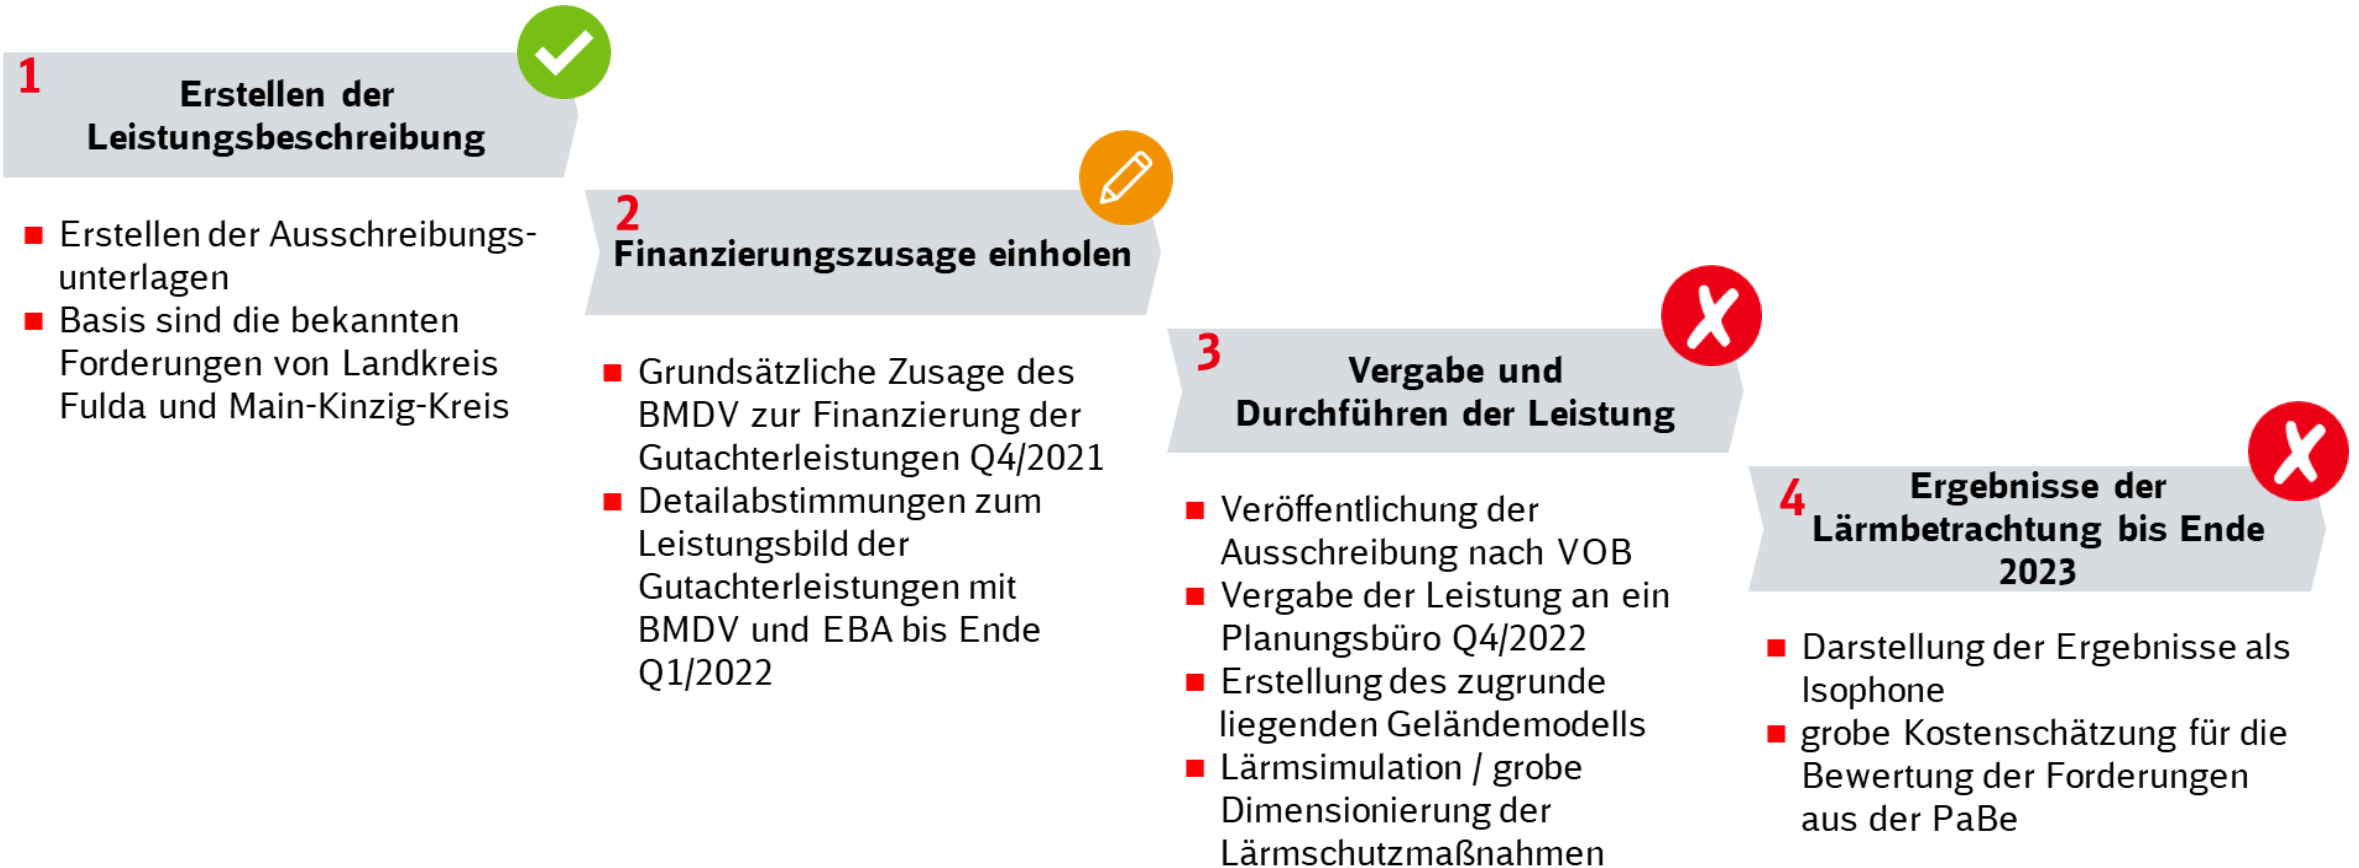 1
Erstellen der
Leistungsbeschreibung
Erstellen der Ausschreibungs-
unterlagen
Basis sind die bekannten
Forderungen von Landkreis
Fulda und Main-Kinzig-Kreis
2
Finanzierungszusage einholen
Grundsätzliche Zusage des
BMDV zur Finanzierung der
Gutachterleistungen Q4/2021
Detailabstimmungen zum
Leistungsbild der
Gutachterleistungen mit
BMDV und EBA bis Ende
Q1/2022
3
Vergabe und
Durchführen der Leistung
Veröffentlichung der
Ausschreibung nach VOB
Vergabe der Leistung an ein
Planungsbüro Q4/2022
Erstellung des zugrunde
liegenden Geländemodells
Lärmsimulation / grobe
Dimensionierung der
Lärmschutzmaßnahmen
4
Ergebnisse der
Lärmbetrachtung bis Ende
2023
Darstellung der Ergebnisse als
Isophone
grobe Kostenschätzung für die
Bewertung der Forderungen
aus der PaBe